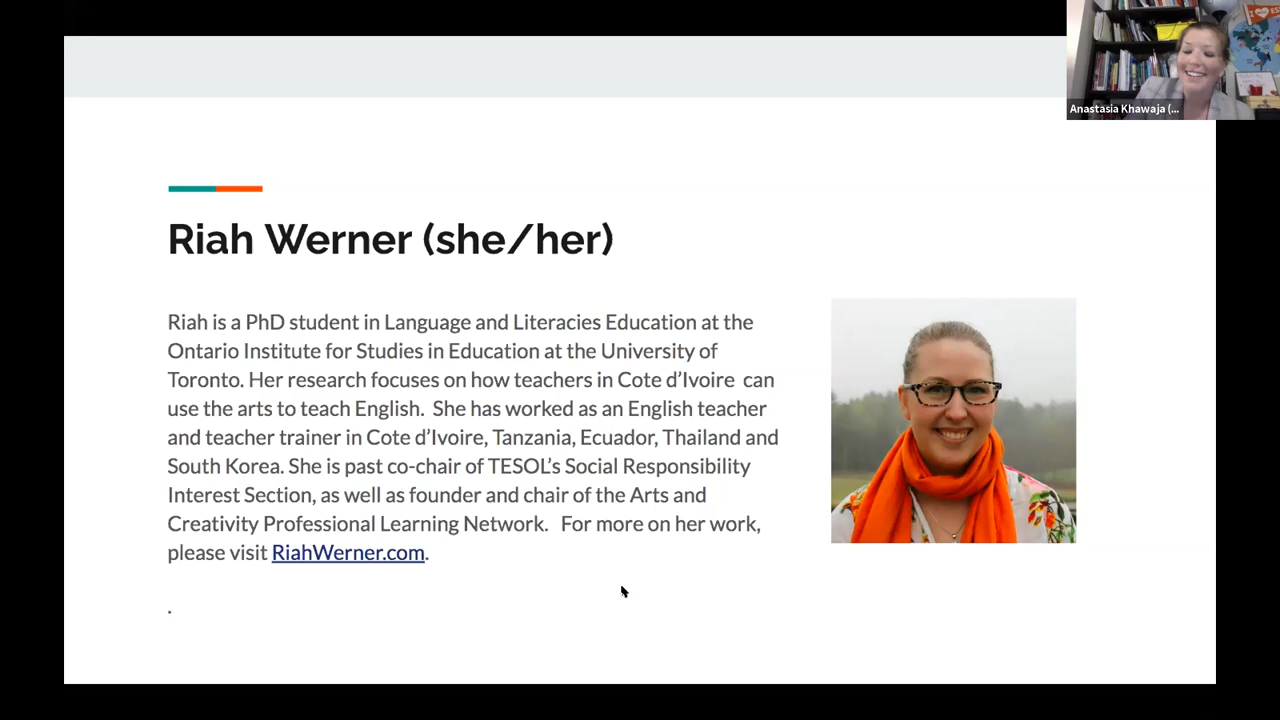 Riah Werner (she/her)
Riah is a PhD student in Language and Literacies Education at the
Ontario Institute for Studies in Education at the University of
Toronto. Her research focuses on how teachers in Cote d'Ivoire  can
use the arts to teach English.  She has worked as an English teacher
and teacher trainer in Cote d'Ivoire, Tanzania, Ecuador, Thailand and
South Korea. She is past co-chair of TESOL's Social Responsibility
Interest Section, as well as founder and chair of the Arts and
Creativity Professional Learning Network.   For more on her work,
please visit RiahWerner.com.
.
Anastasia Khawaja (...